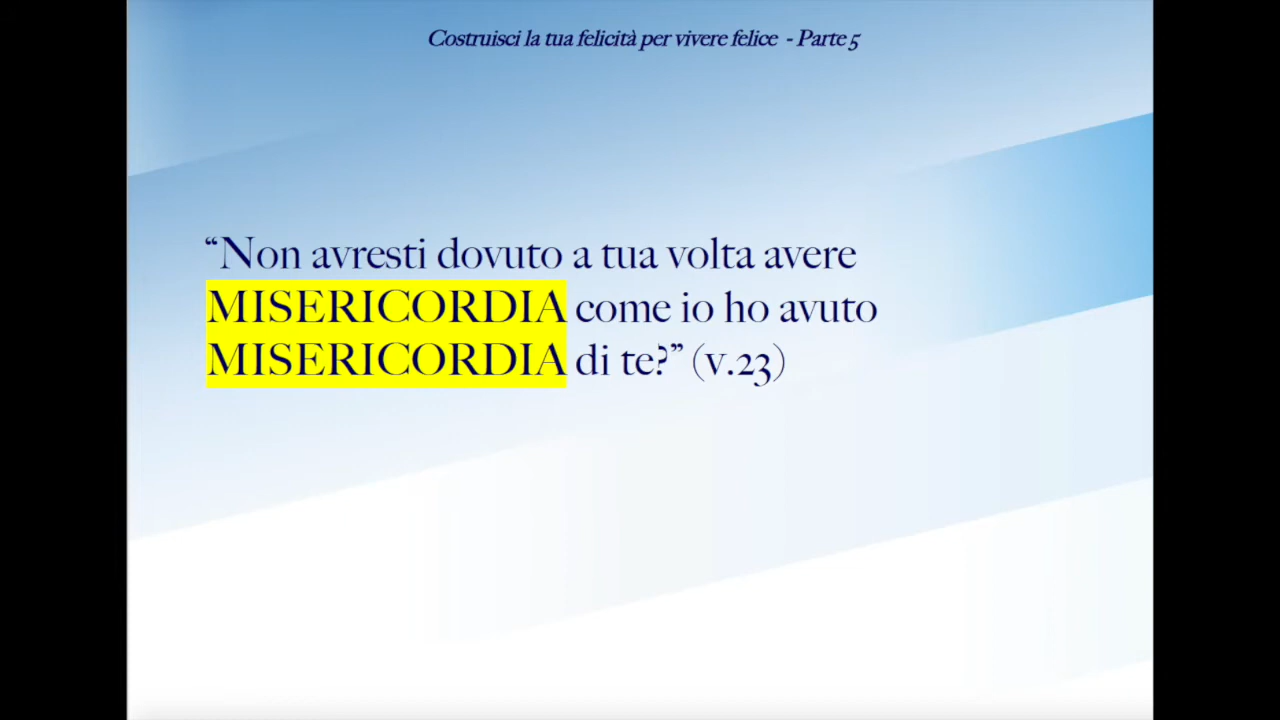 Costruisci la tua felicità per vivere felice - Parte 5
“Non avresti dovuto a tua volta avere
MISERICORDIA come io ho avuto
MISERICORDIA di te?” (v.23)